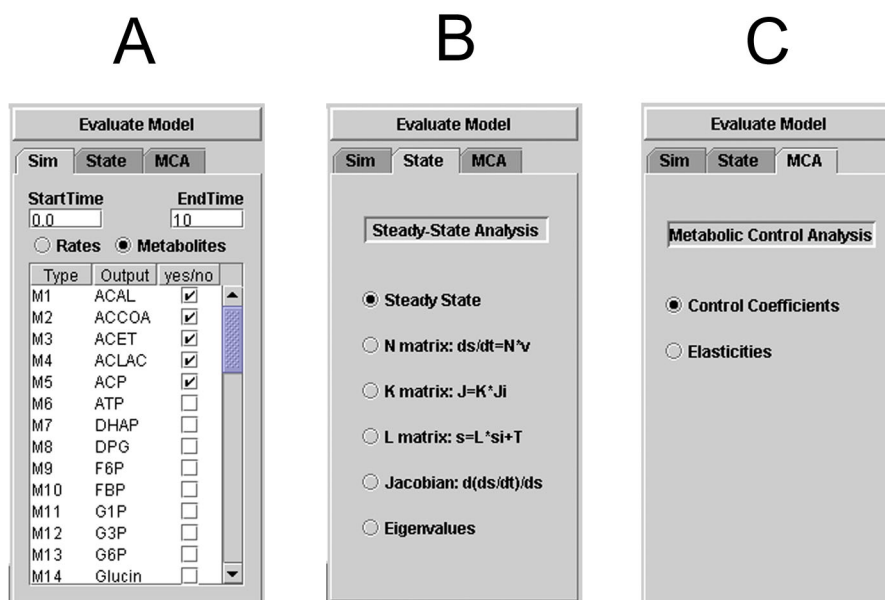 A
B
C
Evaluate Model
Sim State MCA
StartTime EndTime
0.0 10
Rates Metabolites
Type Output yes/no
M1 ACAL
M2 ACCOA
M3 ACET
M4 ACLAC
M5 ACP
M6 ATP
M7 DHAP
M8 DPG
M9 F6P
M10 FBP
M11 G1P
M12 G3P
M13 G6P
M14 Glucin
Evaluate Model
Sim State MCA
Steady-State Analysis
Steady State
N matrix: ds/dt=N*v
K matrix: J=K*Ji
L matrix: s=L*si+T
Jacobian: d(ds/dt)/ds
Eigenvalues
Evaluate Model
Sim State MCA
Metabolic Control Analysis
Control Coefficients
Elasticities